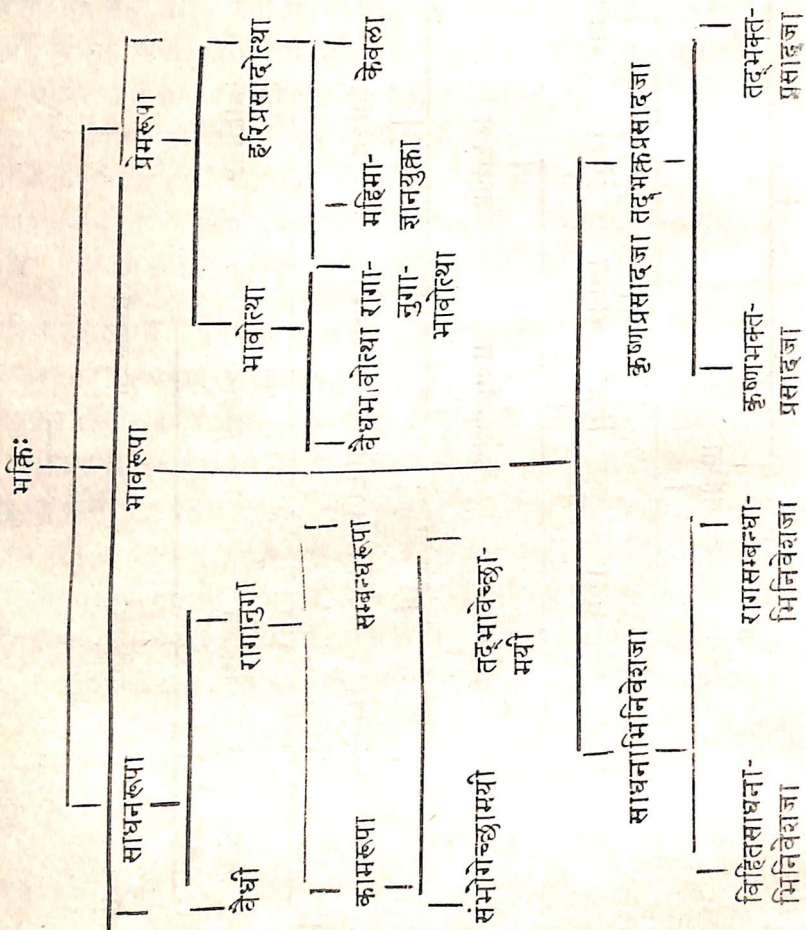 भक्तिः
साधनरूपा
भावरूपा
प्रेमरूपा
वैधी
रागानुगा
भावोत्था
हरिप्रसादोत्था
कामरूपा
सम्बन्धरूपा
वैधभावोत्था रागा-
नुगा-
भावोत्था
महिमा-
ज्ञानयुक्ता
केवला
संभोगेच्छामयी
तद्भावेच्छा-
मयी
साधनाभिनिवेशजा
कृष्णप्रसादजा तद्भक्तप्रसादजा
विहितसाधना-
भिनिवेशजा
रागसम्बन्धा-
भिनिवेशजा
कृष्णभक्त-
प्रसादजा
तद्भक्त-
प्रसादजा